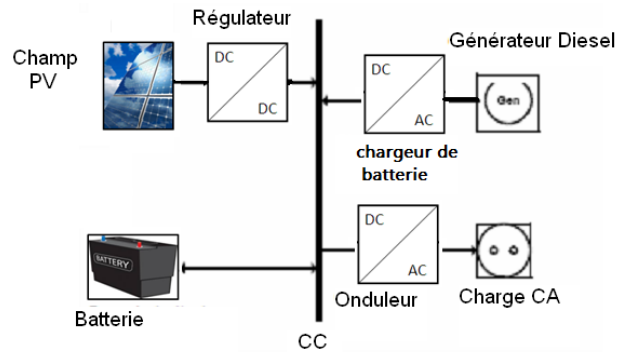 Régulateur
Champ
PV
DC
DC
Générateur Diesel
DC
AC
Gen
chargeur de
batterie
BATTERY
Batterie
DC
AC
Onduleur
Charge CA
CC